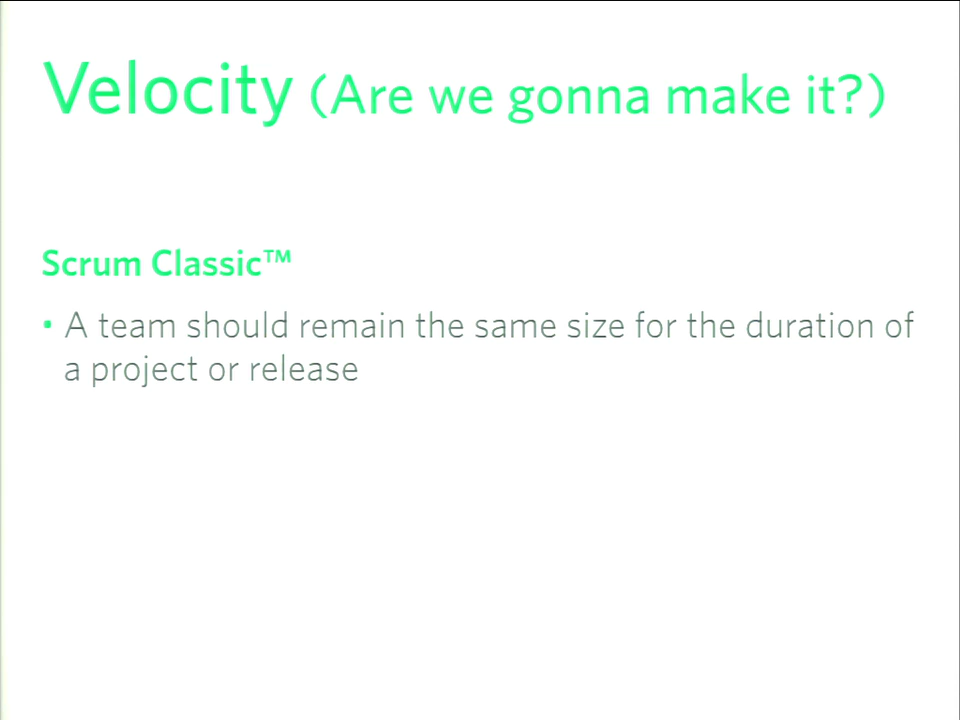 Velocity (Are we gonna make it?)
Scrum Classic™
• A team should remain the same size for the duration of
a project or release